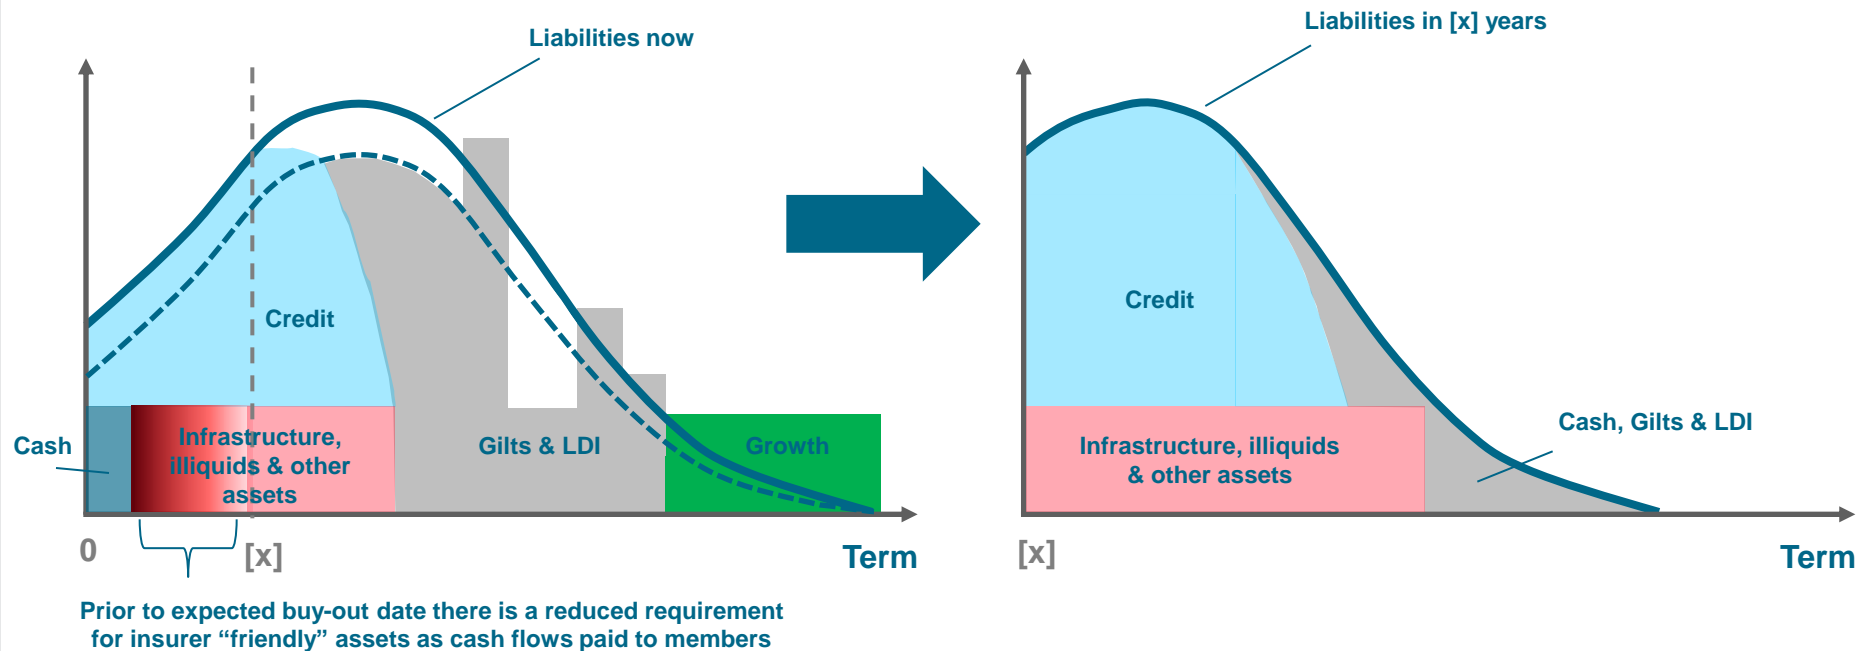 Liabilities now
Liabilities in [x] years
Credit
Cash
Infrastructure,
illiquids & other
assets
Gilts & LDI
Growth
0
[x]
Term
Prior to expected buy-out date there is a reduced requirement
for insurer “friendly” assets as cash flows paid to members
Credit
Infrastructure, illiquids
& other assets
Cash, Gilts & LDI
[x]
Term